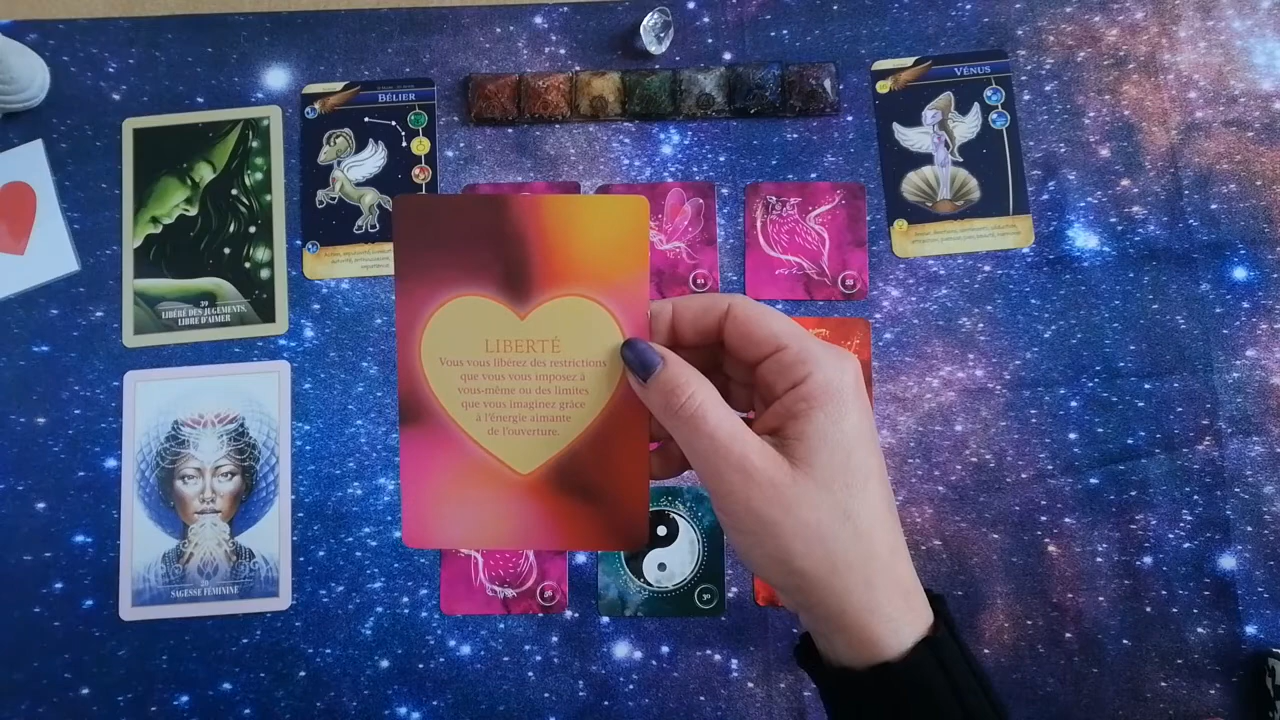 BÉLIER
VÉNUS
39
LIBÉRÉ DES JUGEMENTS,
LIBRE D'AIMER
LIBERTÉ
Vous vous libérez des restrictions
que vous vous imposez à
vous-même ou des limites
que vous imaginez grâce
à l'énergie aimante
de l'ouverture.
55
30
SAGESSE FÉMININE